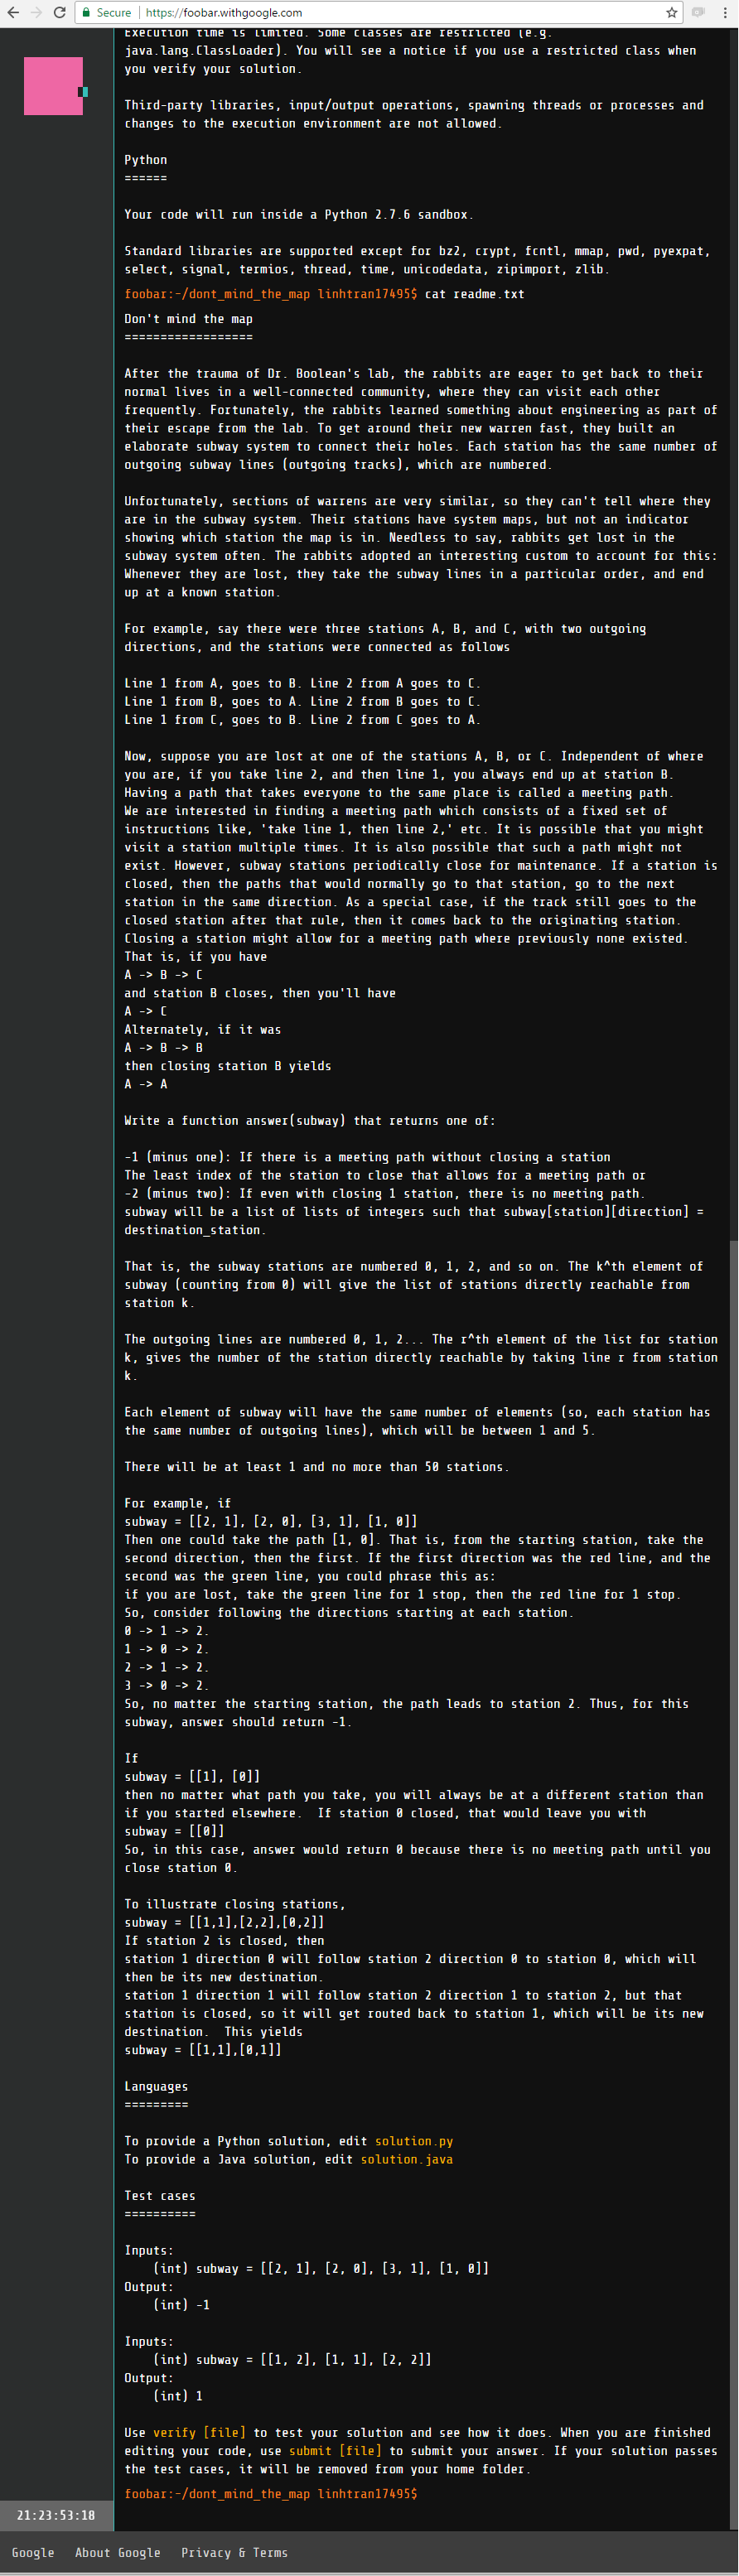 Secure https://foobar.withgoogle.com
Execution time is limited. Some classes are restricted (e.g.
java.lang.ClassLoader). You will see a notice if you use a restricted class when
you verify your solution.
Third-party libraries, input/output operations, spawning threads or processes and
changes to the execution environment are not allowed.
Python
======
Your code will run inside a Python 2.7.6 sandbox.
Standard libraries are supported except for bz2, crypt, fcntl, mmap, pwd, pyexpat,
select, signal, termios, thread, time, unicodedata, zipimport, zlib.
foobar:~/dont_mind_the_map linhtran17495$ cat readme.txt
Don't mind the map
==================
After the trauma of Dr. Boolean's lab, the rabbits are eager to get back to their
normal lives in a well-connected community, where they can visit each other
frequently. Fortunately, the rabbits learned something about engineering as part of
their escape from the lab. To get around their new warren fast, they built an
elaborate subway system to connect their holes. Each station has the same number of
outgoing subway lines (outgoing tracks), which are numbered.
Unfortunately, sections of warrens are very similar, so they can't tell where they
are in the subway system. Their stations have system maps, but not an indicator
showing which station the map is in. Needless to say, rabbits get lost in the
subway system often. The rabbits adopted an interesting custom to account for this:
Whenever they are lost, they take the subway lines in a particular order, and end
up at a known station.
For example, say there were three stations A, B, and C, with two outgoing
directions, and the stations were connected as follows
Line 1 from A, goes to B. Line 2 from A goes to C.
Line 1 from B, goes to A. Line 2 from B goes to C.
Line 1 from C, goes to B. Line 2 from C goes to A.
Now, suppose you are lost at one of the stations A, B, or C. Independent of where
you are, if you take line 2, and then line 1, you always end up at station B.
Having a path that takes everyone to the same place is called a meeting path.
We are interested in finding a meeting path which consists of a fixed set of
instructions like, 'take line 1, then line 2,' etc. It is possible that you might
visit a station multiple times. It is also possible that such a path might not
exist. However, subway stations periodically close for maintenance. If a station is
closed, then the paths that would normally go to that station, go to the next
station in the same direction. As a special case, if the track still goes to the
closed station after that rule, then it comes back to the originating station.
Closing a station might allow for a meeting path where previously none existed.
That is, if you have
A -> B -> C
and station B closes, then you'll have
A -> C
Alternately, if it was
A -> B -> B
then closing station B yields
A -> A
Write a function answer(subway) that returns one of:
-1 (minus one): If there is a meeting path without closing a station
The least index of the station to close that allows for a meeting path or
-2 (minus two): If even with closing 1 station, there is no meeting path.
subway will be a list of lists of integers such that subway[station][direction] =
destination_station.
That is, the subway stations are numbered 0, 1, 2, and so on. The k^th element of
subway (counting from 0) will give the list of stations directly reachable from
station k.
The outgoing lines are numbered 0, 1, 2... The r^th element of the list for station
k, gives the number of the station directly reachable by taking line r from station
k.
Each element of subway will have the same number of elements (so, each station has
the same number of outgoing lines), which will be between 1 and 5.
There will be at least 1 and no more than 50 stations.
For example, if
subway = [[2, 1], [2, 0], [3, 1], [1, 0]]
Then one could take the path [1, 0]. That is, from the starting station, take the
second direction, then the first. If the first direction was the red line, and the
second was the green line, you could phrase this as:
if you are lost, take the green line for 1 stop, then the red line for 1 stop.
So, consider following the directions starting at each station.
0 -> 1 -> 2.
1 -> 0 -> 2.
2 -> 1 -> 2.
3 -> 0 -> 2.
So, no matter the starting station, the path leads to station 2. Thus, for this
subway, answer should return -1.
If
subway = [[1], [0]]
then no matter what path you take, you will always be at a different station than
if you started elsewhere.  If station 0 closed, that would leave you with
subway = [[0]]
So, in this case, answer would return 0 because there is no meeting path until you
close station 0.
To illustrate closing stations,
subway = [[1,1],[2,2],[0,2]]
If station 2 is closed, then
station 1 direction 0 will follow station 2 direction 0 to station 0, which will
then be its new destination.
station 1 direction 1 will follow station 2 direction 1 to station 2, but that
station is closed, so it will get routed back to station 1, which will be its new
destination.  This yields
subway = [[1,1],[0,1]]
Languages
=========
To provide a Python solution, edit solution.py
To provide a Java solution, edit solution.java
Test cases
==========
Inputs:
    (int) subway = [[2, 1], [2, 0], [3, 1], [1, 0]]
Output:
    (int) -1
Inputs:
    (int) subway = [[1, 2], [1, 1], [2, 2]]
Output:
    (int) 1
Use verify [file] to test your solution and see how it does. When you are finished
editing your code, use submit [file] to submit your answer. If your solution passes
the test cases, it will be removed from your home folder.
foobar:~/dont_mind_the_map linhtran17495$
21:23:53:18
Google About Google Privacy & Terms